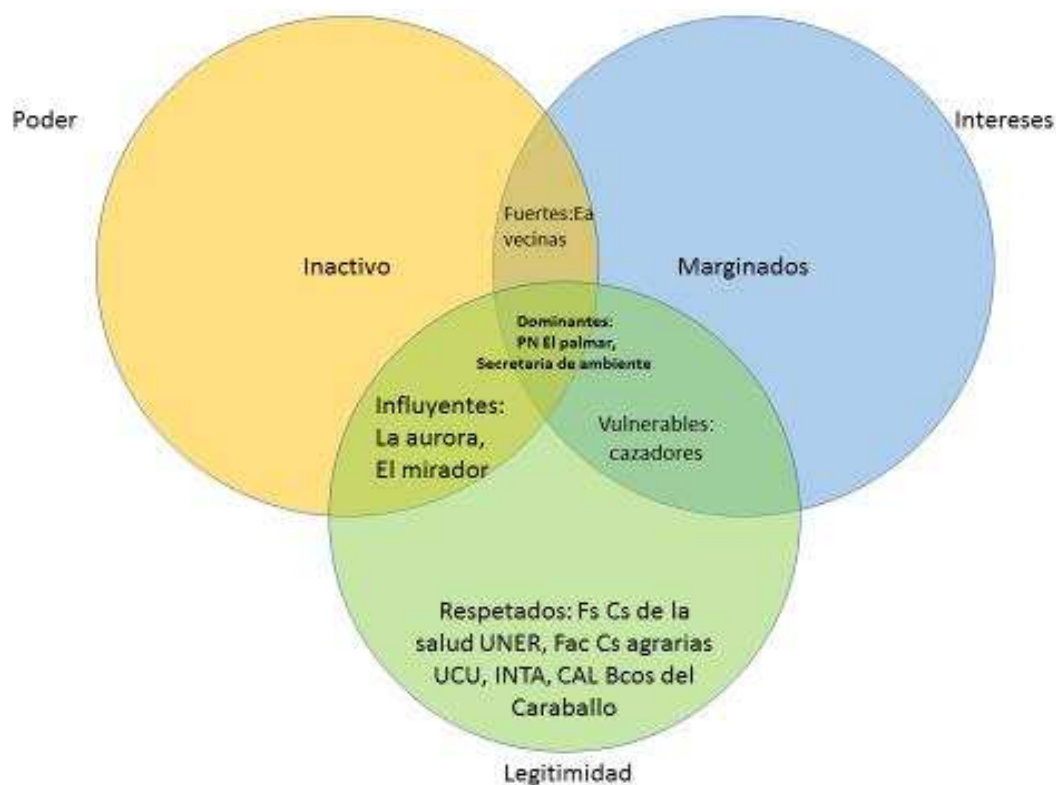 Poder
Intereses
Fuertes:Ea
vecinas
Inactivo
Marginados
Dominantes:
PN El palmar,
Secretaria de ambiente
Influyentes:
La aurora,
El mirador
Vulnerables:
cazadores
Respetados: Fs Cs de la
salud UNER, Fac Cs agrarias
UCU, INTA, CAL Bcos del
Caraballo
Legitimidad